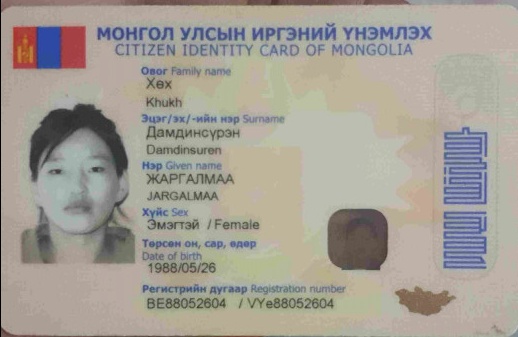 МОНГОЛ УЛСЫН ИРГЭНИЙ ҮНЭМЛЭХ
CITIZEN IDENTITY CARD OF MONGOLIA
Овог Family name
Хөх
Khukh
Эцэг/эх/-ийн нэр Surname
Дамдинсүрэн
Damdinsuren
Нэр Given name
ЖАРГАЛМАА
JARGALMAA
Хүйс Sex
Эмэгтэй / Female
Төрсөн он, сар, өдөр
Date of birth
1988/05/26
Регистрийн дугаар Registration number
ВЕ88052604 / VYe88052604